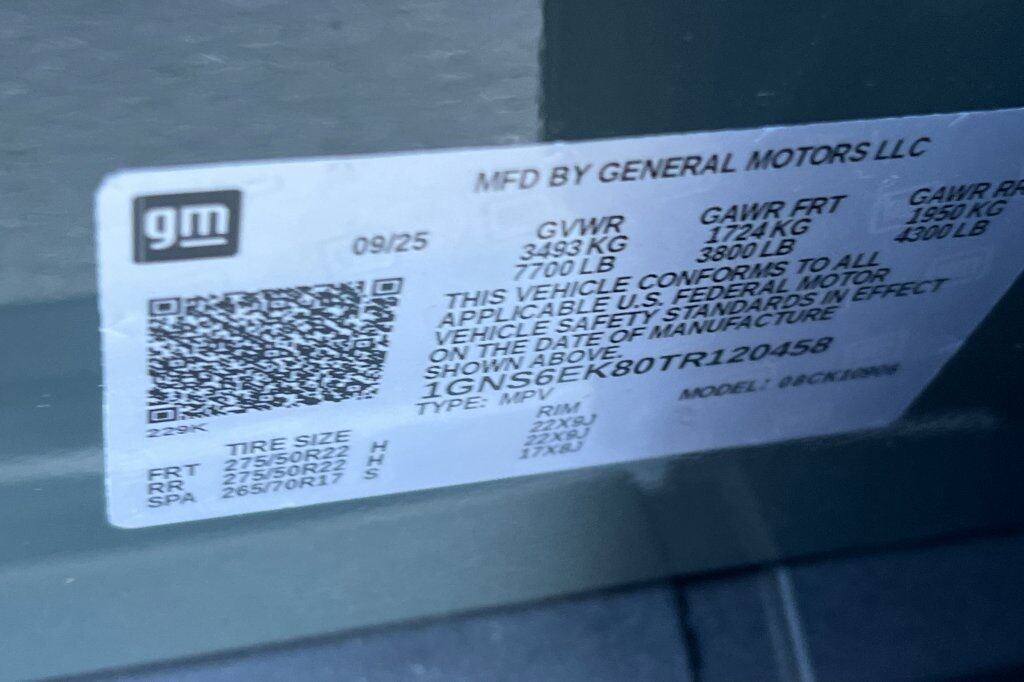 gm
MFD BY GENERAL MOTORS LLC
09/25
GVWR GAWR FRT GAWR RR
3493 KG 1724 KG 1950 KG
7700 LB 3800 LB 4300 LB
THIS VEHICLE CONFORMS TO ALL
APPLICABLE U.S. FEDERAL MOTOR
VEHICLE SAFETY STANDARDS IN EFFECT
ON THE DATE OF MANUFACTURE
SHOWN ABOVE.
1GNS6EK80TR120458
TYPE: MPV MODEL:
229K
TIRE SIZE RIM
FRT 275/50R22 H 22X9J
RR 275/50R22 H 22X9J
SPA 265/70R17 S 17X8J